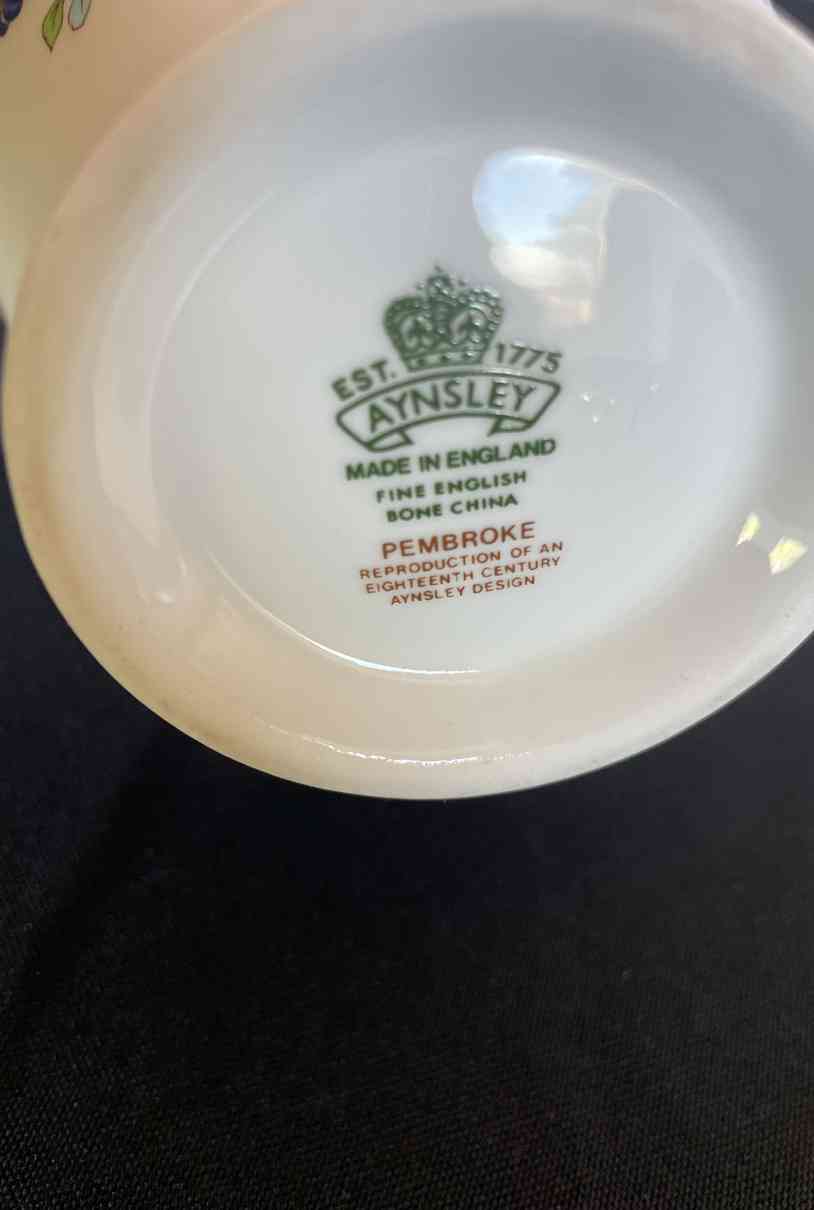 EST. 1775
AYNSLEY
MADE IN ENGLAND
FINE ENGLISH
BONE CHINA
PEMBROKE
REPRODUCTION OF AN
EIGHTEENTH CENTURY
AYNSLEY DESIGN